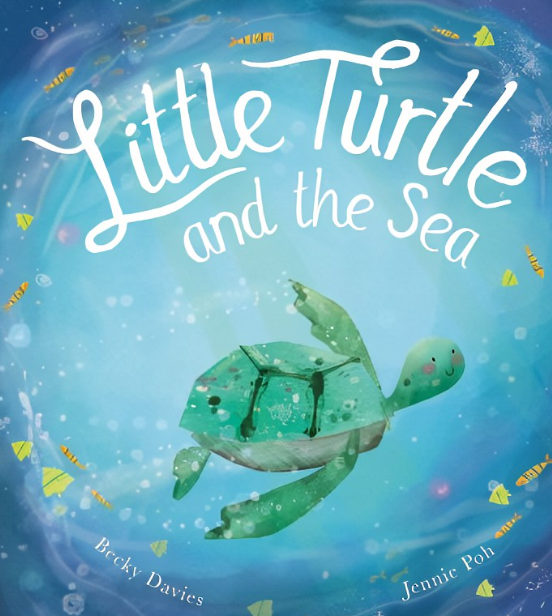 Little Turtle
and the Sea
Becky Davies
Jennie Poh